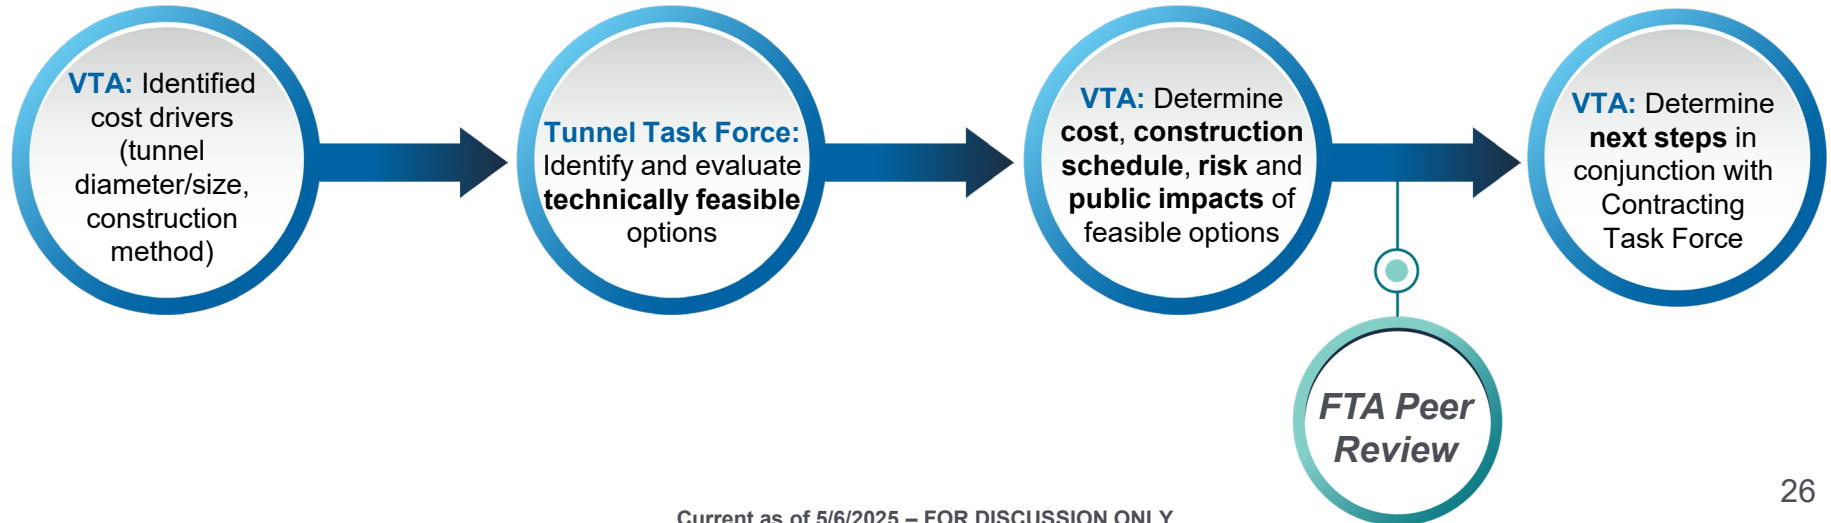 VTA: Identified
cost drivers
(tunnel
diameter/size,
construction
method)
Tunnel Task Force:
Identify and evaluate
technically feasible
options
VTA: Determine
cost, construction
schedule, risk and
public impacts of
feasible options
VTA: Determine
next steps in
conjunction with
Contracting
Task Force
FTA Peer
Review
26
Current as of 5/6/2025 – FOR DISCUSSION ONLY